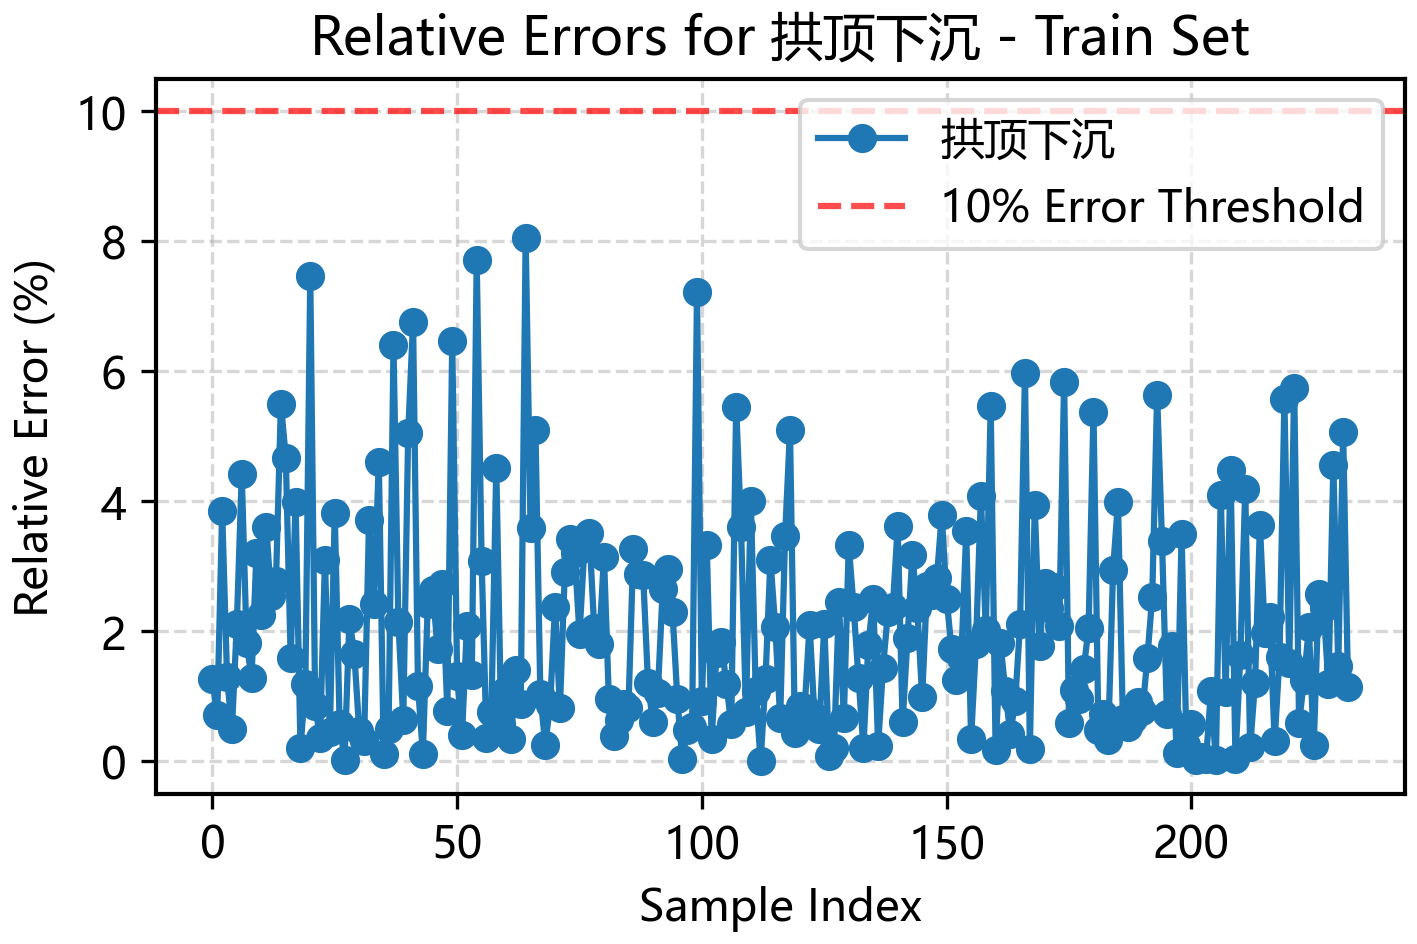 Relative Errors for 拱顶下沉 - Train Set
10
8
6
4
2
0
Relative Error (%)
拱顶下沉
10% Error Threshold
0
50
100
150
200
Sample Index